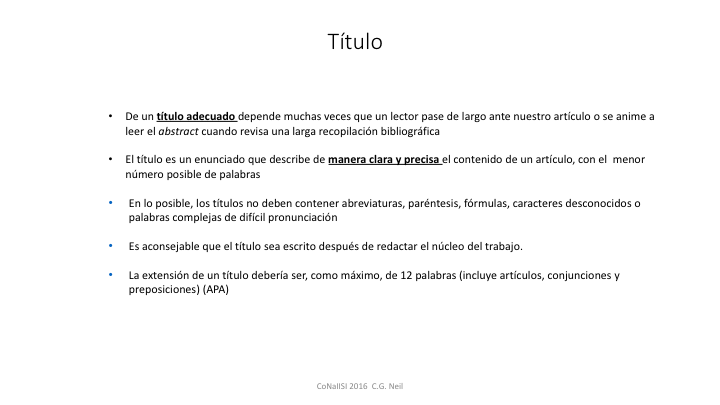 Título
• De un título adecuado depende muchas veces que un lector pase de largo ante nuestro artículo o se anime a
leer el abstract cuando revisa una larga recopilación bibliográfica
• El título es un enunciado que describe de manera clara y precisa el contenido de un artículo, con el  menor
número posible de palabras
• En lo posible, los títulos no deben contener abreviaturas, paréntesis, fórmulas, caracteres desconocidos o
palabras complejas de difícil pronunciación
• Es aconsejable que el título sea escrito después de redactar el núcleo del trabajo.
• La extensión de un título debería ser, como máximo, de 12 palabras (incluye artículos, conjunciones y
preposiciones) (APA)
CoNaIISI 2016  C.G. Neil